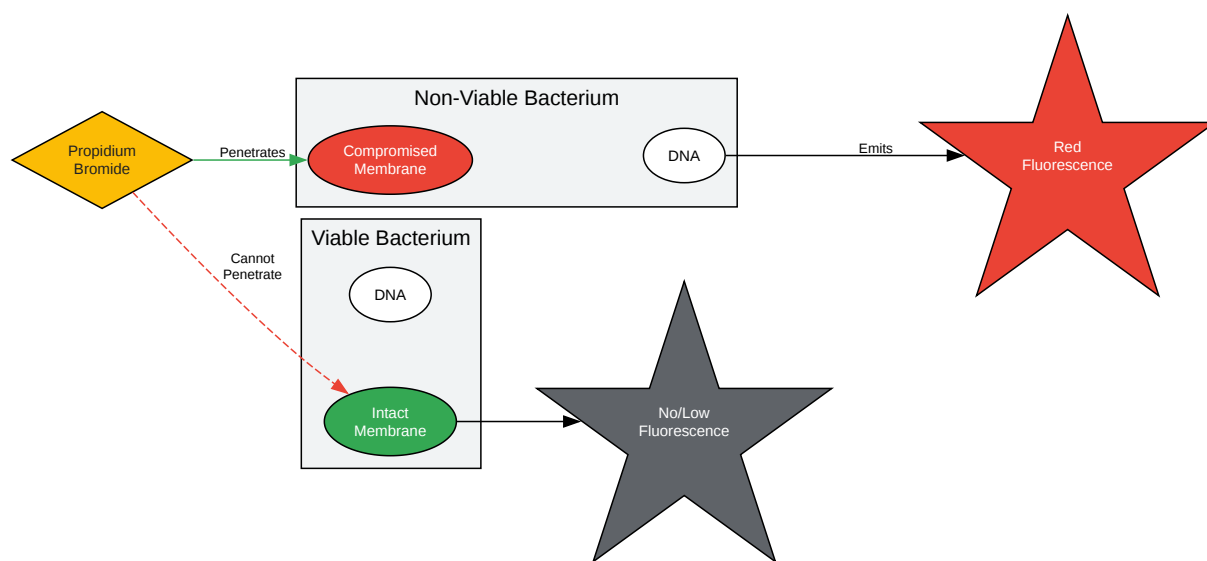 Non-Viable Bacterium
Propidium
Bromide
Penetrates
Compromised
Membrane
DNA
Emits
Red
Fluorescence
Viable Bacterium
Cannot
Penetrate
DNA
Intact
Membrane
No/Low
Fluorescence